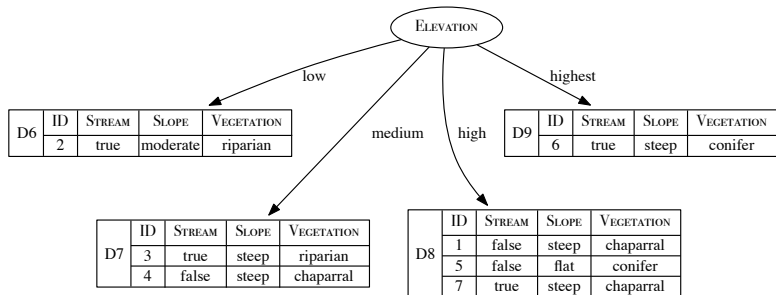 ELEVATION
low
medium
high
highest
D6
ID STREAM SLOPE VEGETATION
2 true moderate riparian
D9
ID STREAM SLOPE VEGETATION
6 true steep conifer
D7
ID STREAM SLOPE VEGETATION
3 true steep riparian
4 false steep chaparral
D8
ID STREAM SLOPE VEGETATION
1 false steep chaparral
5 false flat conifer
7 true steep chaparral